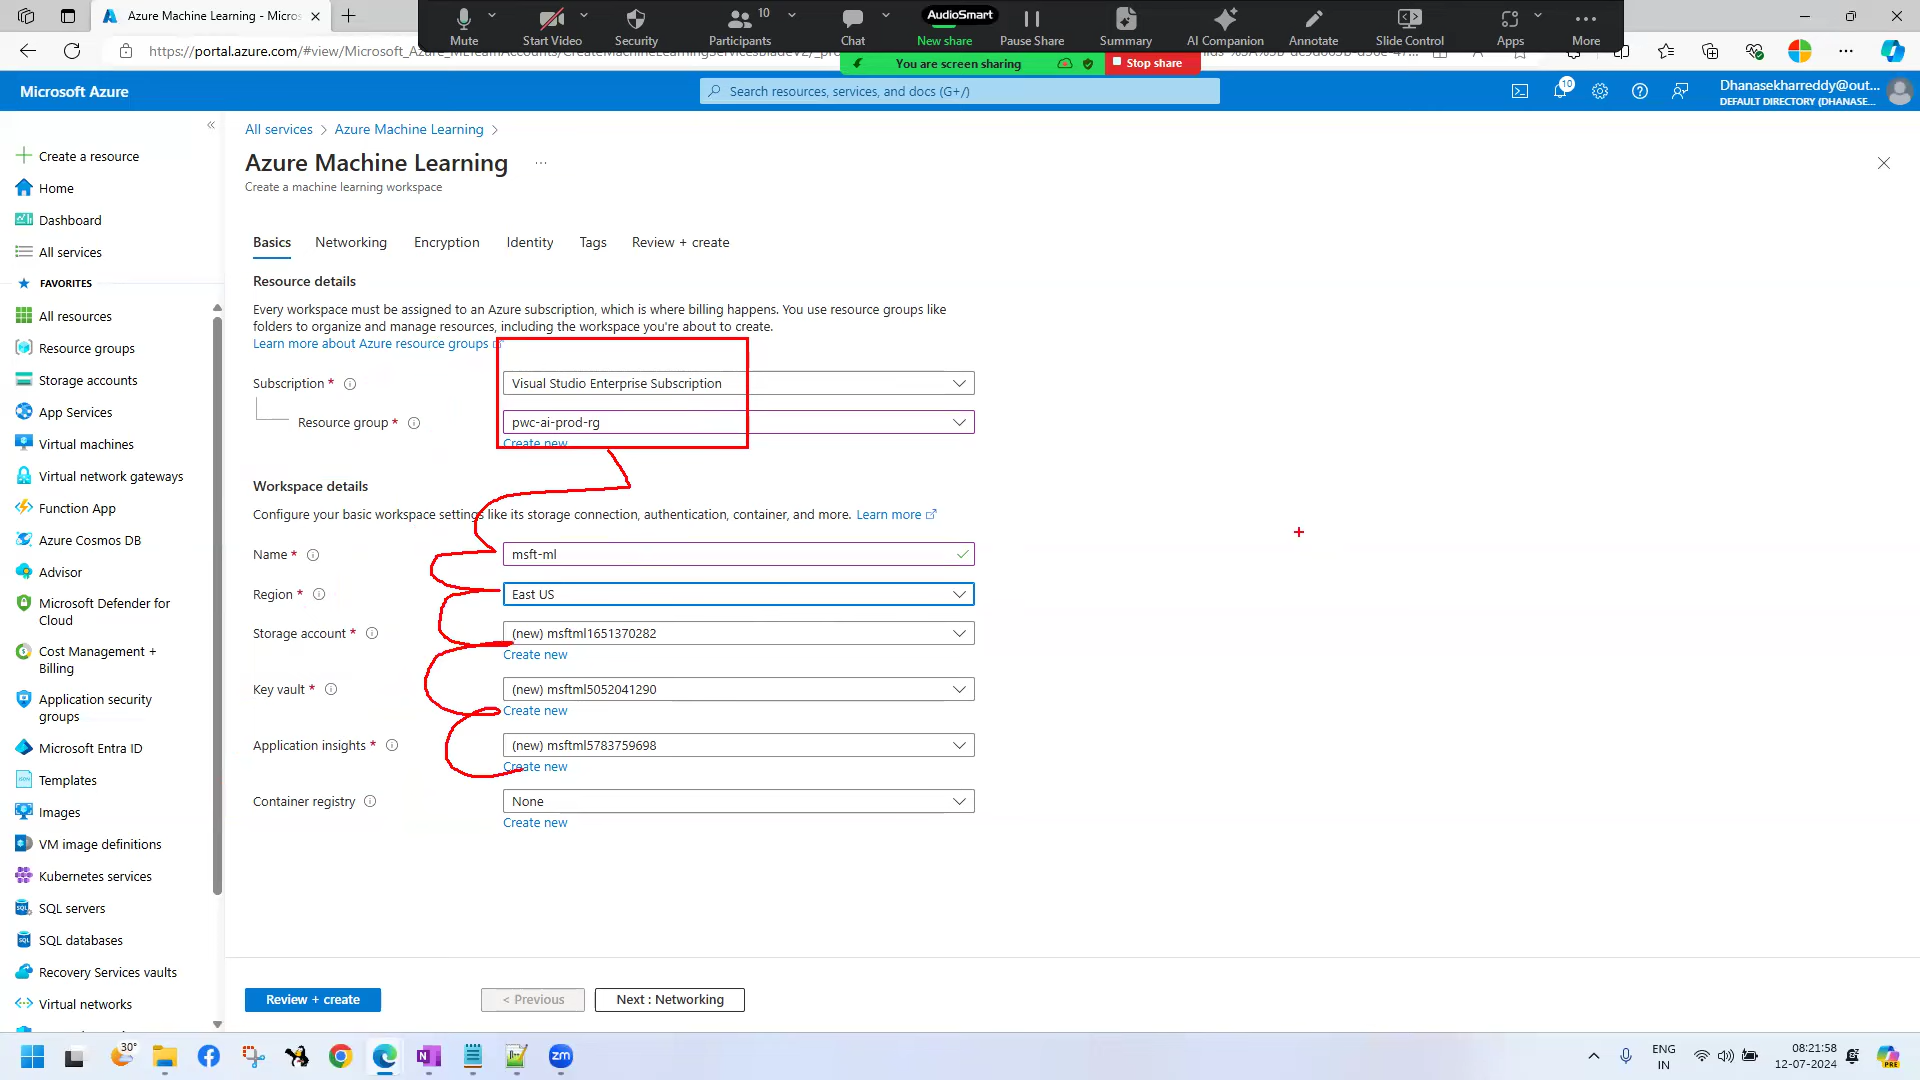 Azure Machine Learning - Micros
Mute
Start Video
Security
10
Participants
Chat
AudioSmart
New share
Pause Share
Summary
AI Companion
Annotate
Slide Control
Apps
More
You are screen sharing
Stop share
Microsoft Azure
Search resources, services, and docs (G+/)
10
Dhanasekharreddy@out...
DEFAULT DIRECTORY (DHANASE...
Create a resource
Home
Dashboard
All services
FAVORITES
All resources
Resource groups
Storage accounts
App Services
Virtual machines
Virtual network gateways
Function App
Azure Cosmos DB
Advisor
Microsoft Defender for
Cloud
Cost Management +
Billing
Application security
groups
Microsoft Entra ID
Templates
Images
VM image definitions
Kubernetes services
SQL servers
SQL databases
Recovery Services vaults
Virtual networks
All services > Azure Machine Learning >
Azure Machine Learning ...
Create a machine learning workspace
Basics Networking Encryption Identity Tags Review + create
Resource details
Every workspace must be assigned to an Azure subscription, which is where billing happens. You use resource groups like
folders to organize and manage resources, including the workspace you're about to create.
Learn more about Azure resource groups
Subscription *
Visual Studio Enterprise Subscription
Resource group *
pwc-ai-prod-rg
Create new
Workspace details
Configure your basic workspace settings like its storage connection, authentication, container, and more. Learn more
Name *
msft-ml
Region *
East US
Storage account *
(new) msftml1651370282
Create new
Key vault *
(new) msftml5052041290
Create new
Application insights *
(new) msftml5783759698
Create new
Container registry
None
Create new
Review + create
< Previous
Next : Networking
30°
zm
ENG
IN
08:21:58
12-07-2024
PRE